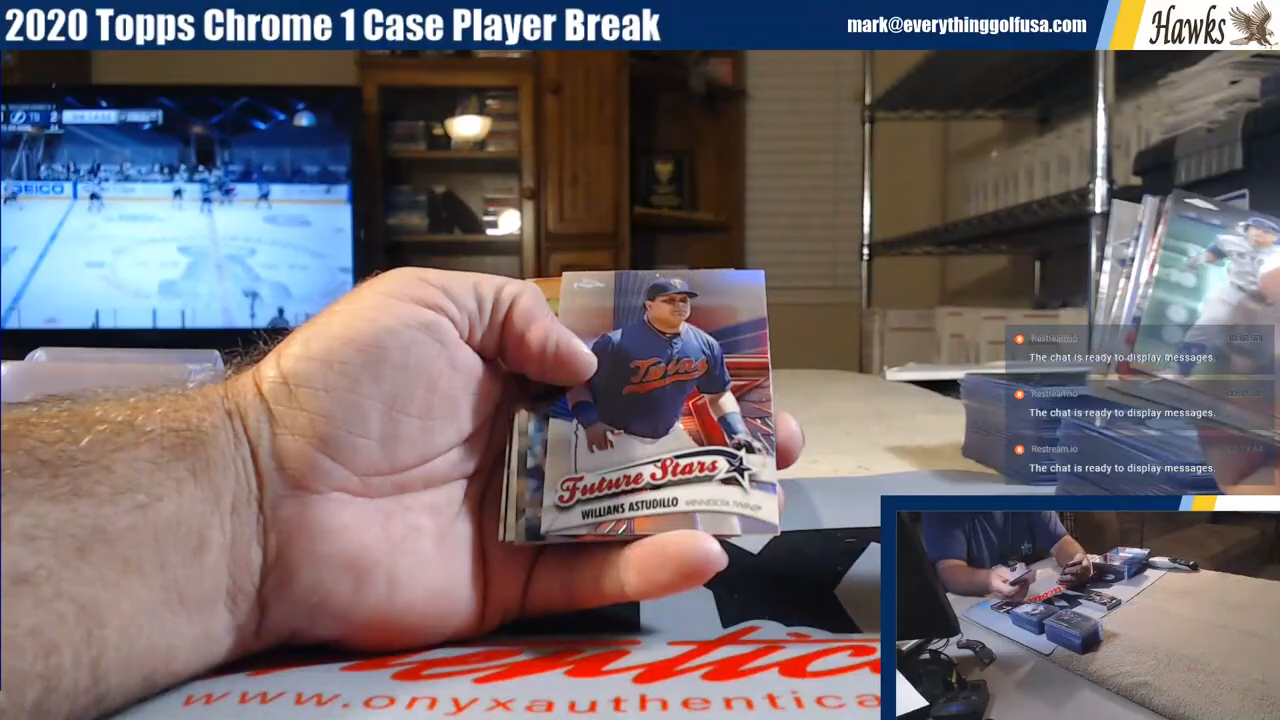 2020 Topps Chrome 1 Case Player Break
mark@everythinggolfusa.com
Hawks
TB 2
GEICO
Restream.io
The chat is ready to display messages.
Restream.io
The chat is ready to display messages.
Restream.io
The chat is ready to display messages.
Twins
Future Stars
WILLIANS ASTUDILLO MINNESOTA TWINS
www.onyxauthentica